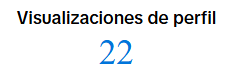 Visualizaciones de perfil
22